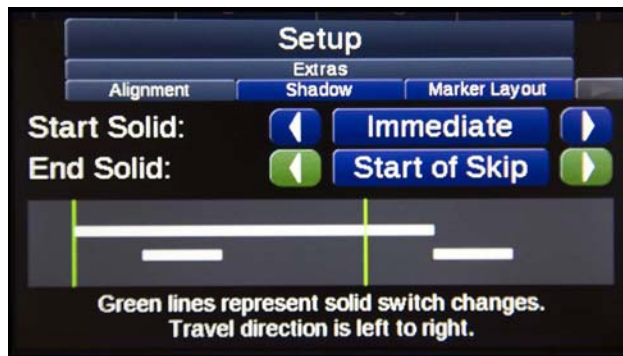 Setup
Extras
Alignment Shadow Marker Layout
Start Solid: Immediate
End Solid: Start of Skip
Green lines represent solid switch changes.
Travel direction is left to right.